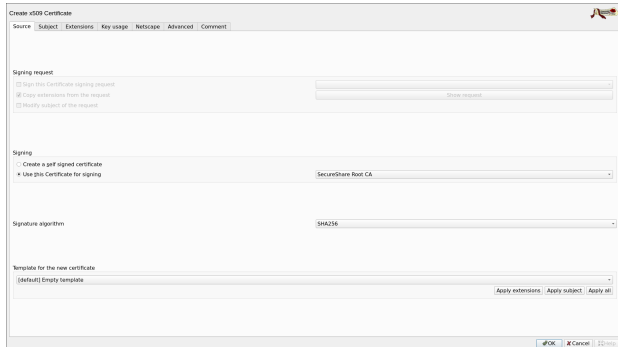 Create x509 Certificate
Source Subject Extensions Key usage Netscape Advanced Comment
Signing request
Sign this Certificate signing request
Copy extensions from the request
Show request
Modify subject of the request
Signing
Create a self signed certificate
Use this Certificate for signing
SecureShare Root CA
Signature algorithm
SHA256
Template for the new certificate
[default] Empty template
Apply extensions Apply subject Apply all
OK Cancel Help